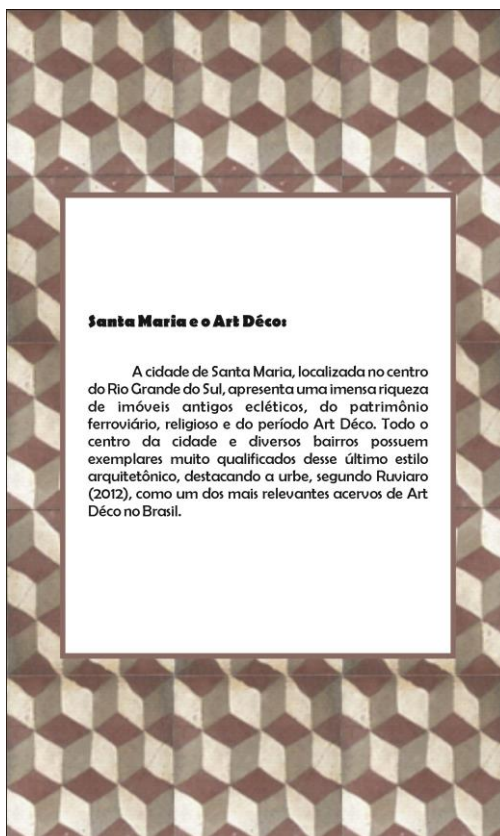 Santa Maria e o Art Déco:
A cidade de Santa Maria, localizada no centro
do Rio Grande do Sul, apresenta uma imensa riqueza
de imóveis antigos ecléticos, do patrimônio
ferroviário, religioso e do período Art Déco. Todo o
centro da cidade e diversos bairros possuem
exemplares muito qualificados desse último estilo
arquitetônico, destacando a urbe, segundo Ruviaro
(2012), como um dos mais relevantes acervos de Art
Déco no Brasil.